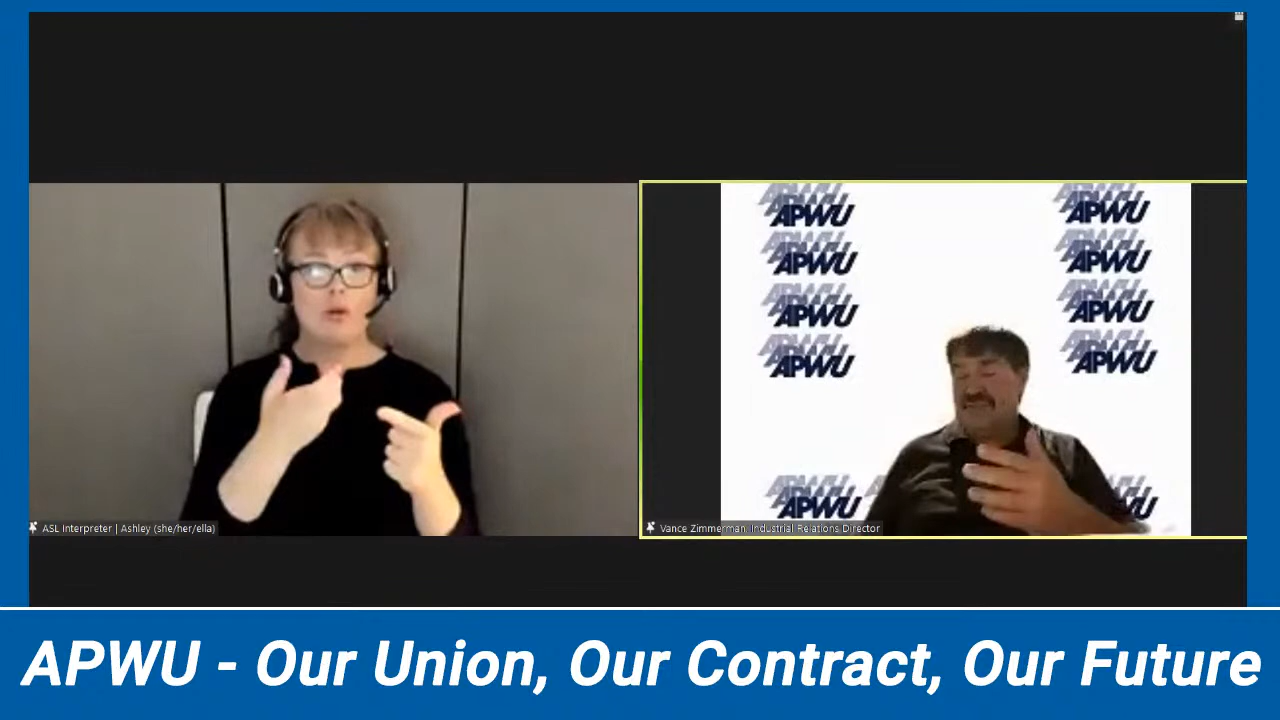 APWU APWU
APWU APWU
APWU APWU
APWU APWU
APWU APWU
ASL Interpreter | Ashley (she/her/ella)
Vance Zimmerman Industrial Relations Director
APWU - Our Union, Our Contract, Our Future